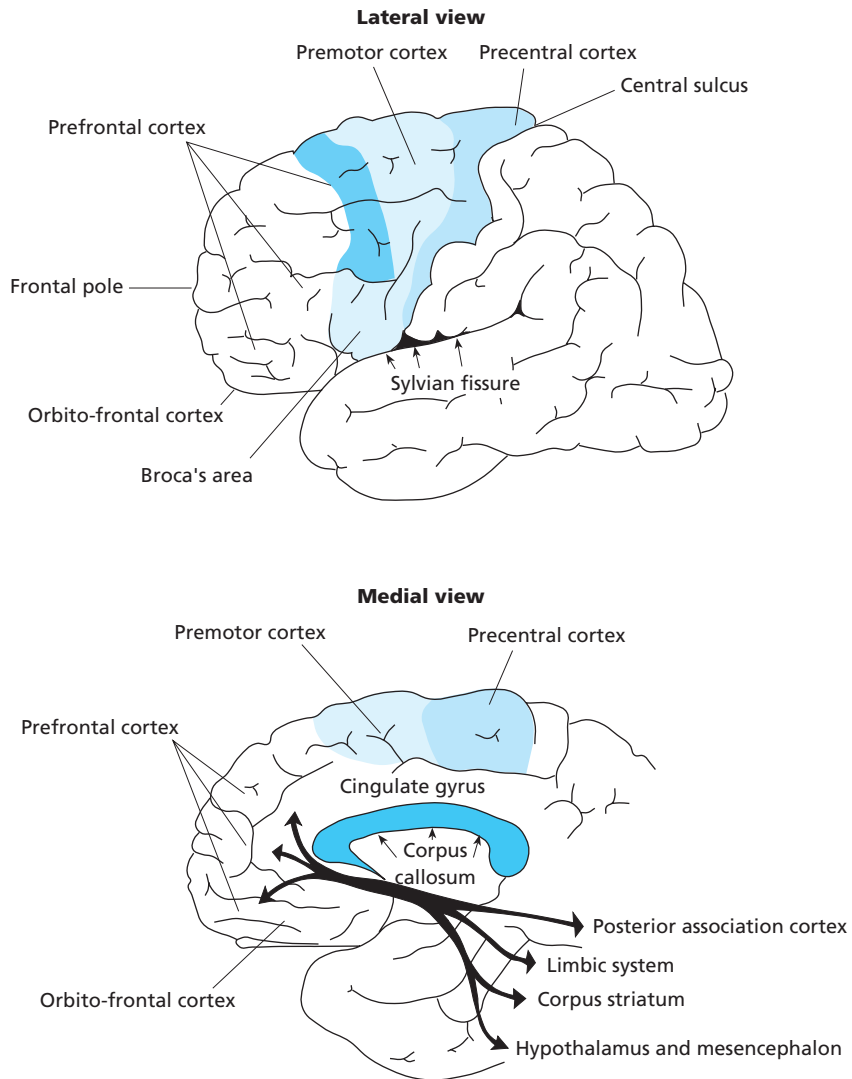 Lateral view
Premotor cortex
Precentral cortex
Central sulcus
Prefrontal cortex
Frontal pole
Sylvian fissure
Orbito-frontal cortex
Broca's area
Medial view
Premotor cortex
Precentral cortex
Prefrontal cortex
Cingulate gyrus
Corpus
callosum
Posterior association cortex
Limbic system
Orbito-frontal cortex
Corpus striatum
Hypothalamus and mesencephalon